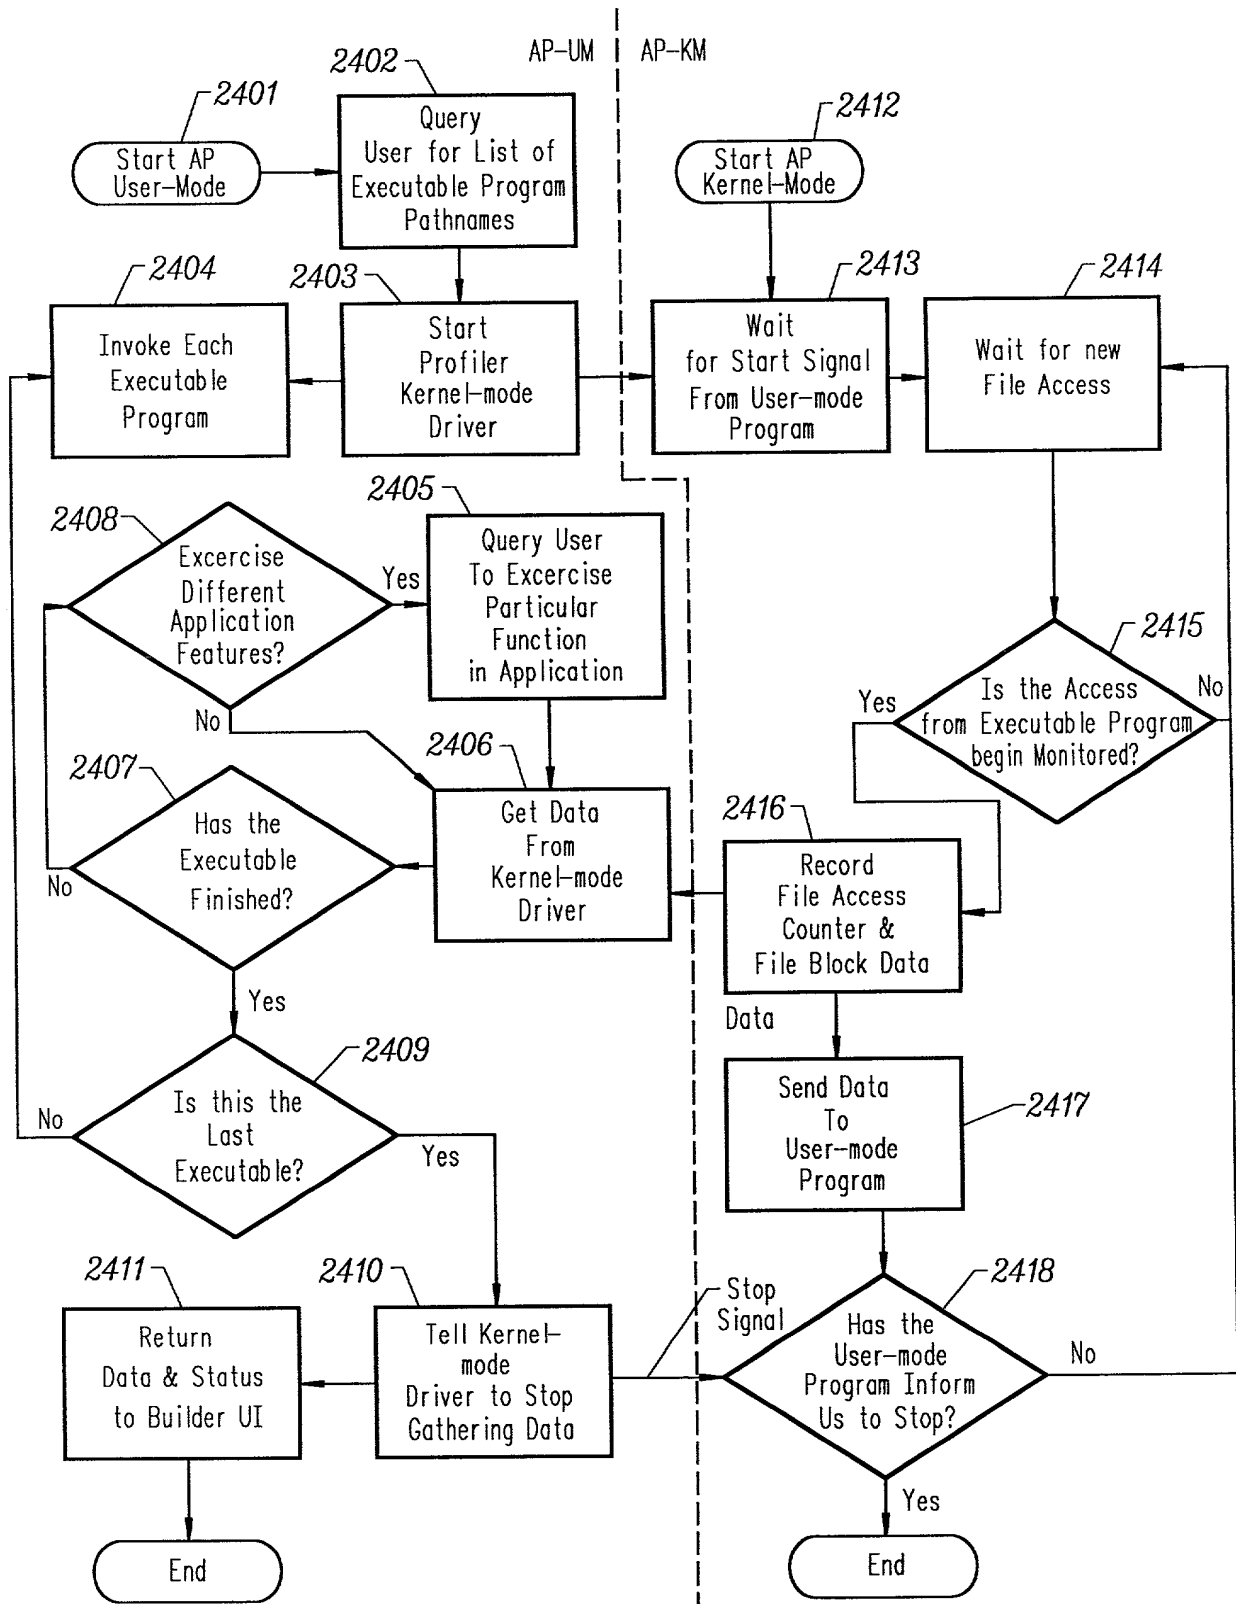 AP-UM
AP-KM
2401
Start AP
User-Mode
2402
Query
User for List of
Executable Program
Pathnames
2412
Start AP
Kernel-Mode
2404
Invoke Each
Executable
Program
2403
Start
Profiler
Kernel-mode
Driver
2413
Wait
for Start Signal
From User-mode
Program
2414
Wait for new
File Access
2408
Excercise
Different
Application
Features?
Yes
No
2405
Query User
To Excercise
Particular
Function
in Application
2415
Is the Access
from Executable Program
begin Monitored?
Yes
No
2407
Has the
Executable
Finished?
No
Yes
2406
Get Data
From
Kernel-mode
Driver
2416
Record
File Access
Counter &
File Block Data
Data
2409
Is this the
Last
Executable?
No
Yes
Send Data
To
User-mode
Program
2417
2411
Return
Data & Status
to Builder UI
2410
Tell Kernel-
mode
Driver to Stop
Gathering Data
Stop
Signal
2418
Has the
User-mode
Program Inform
Us to Stop?
No
Yes
End
End